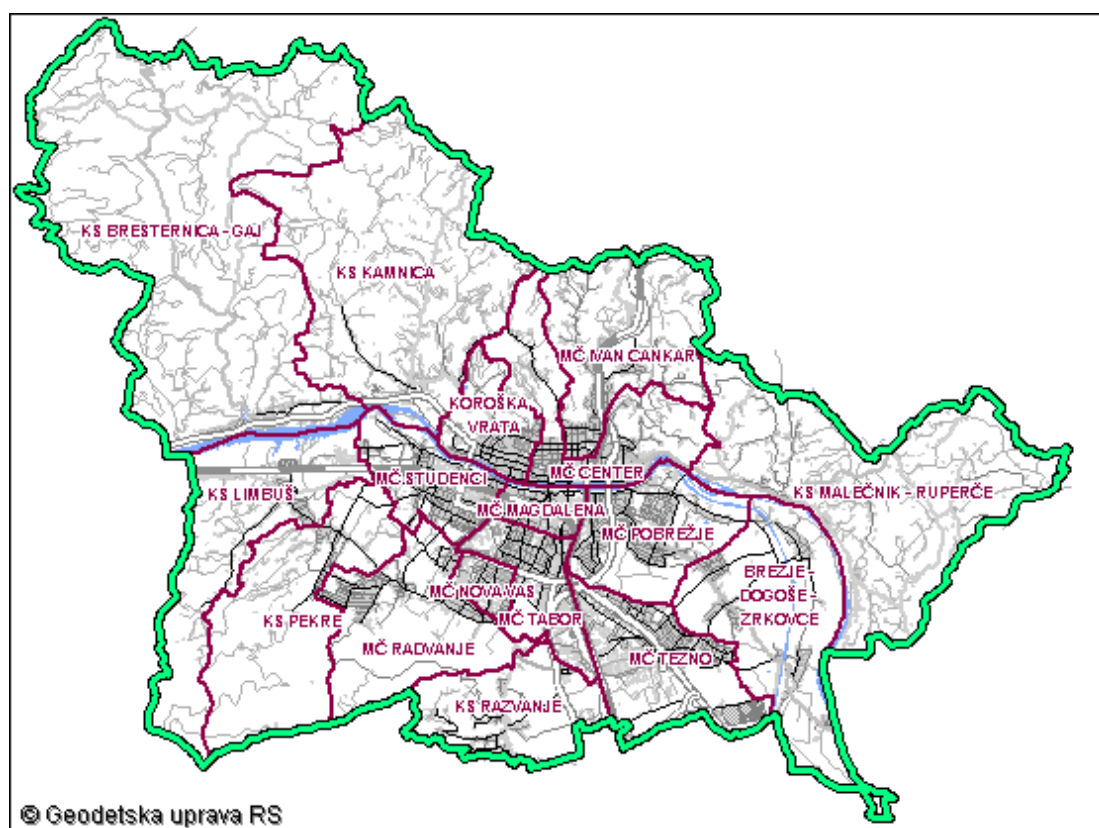 KS BRESTERNICA - GAJ
KS KAMNICA
MČ IVAN CANKAR
KOROŠKA
VRATA
MČ CENTER
MČ STUDENCI
KS LIMBUŠ
KS MALEČNIK - RUPERČE
MČ MAGDALENA
MČ POBREŽJE
BREZJE -
DOGOŠE -
ZRKOVCE
MČ NOVA VAS
KS PEKRE
MČ TABOR
MČ RADVANJE
MČ TEZNO
KS RAZVANJE
© Geodetska uprava RS